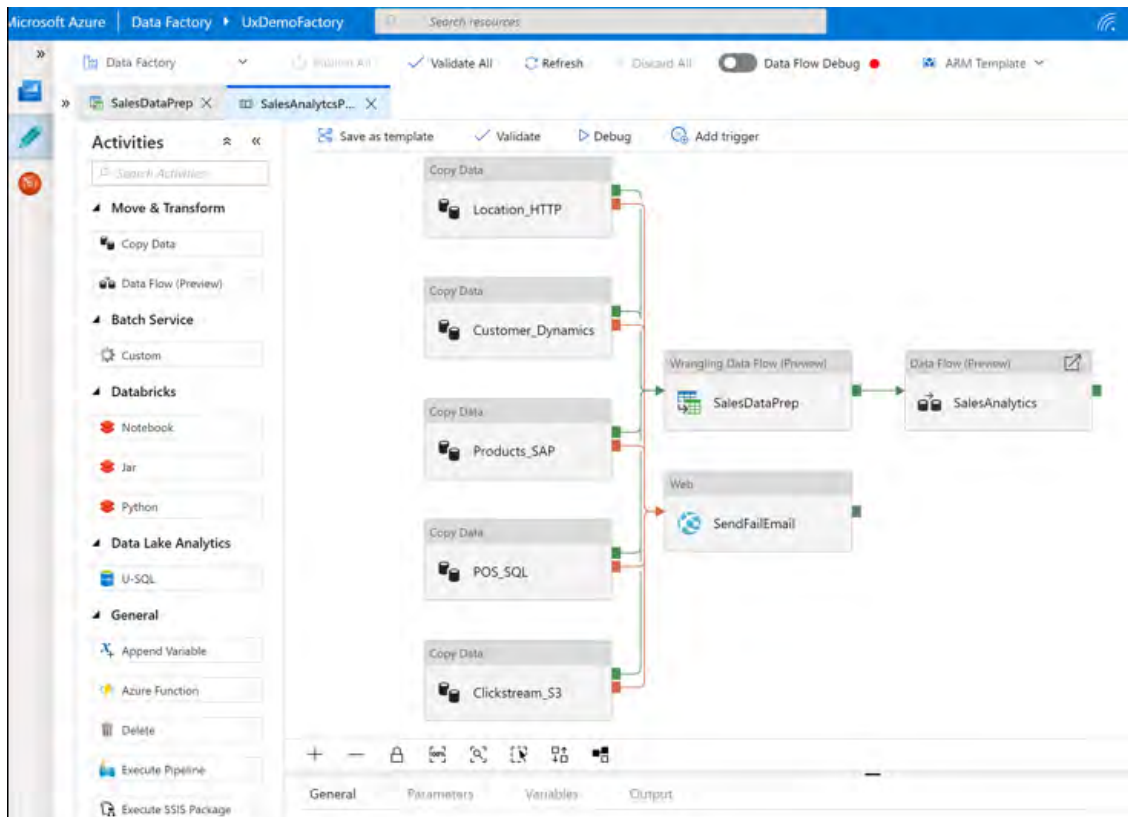 Microsoft Azure Data Factory UxDemoFactory Search resources
Data Factory Publish All Validate All Refresh Discard All Data Flow Debug ARM Template
SalesDataPrep SalesAnalytcsP...
Activities
Search Activities
Move & Transform
Copy Data
Data Flow (Preview)
Batch Service
Custom
Databricks
Notebook
Jar
Python
Data Lake Analytics
U-SQL
General
Append Variable
Azure Function
Delete
Execute Pipeline
Execute SSIS Package
Save as template Validate Debug Add trigger
Copy Data
Location_HTTP
Copy Data
Customer_Dynamics
Copy Data
Products_SAP
Copy Data
POS_SQL
Copy Data
Clickstream_S3
Wrangling Data Flow (Preview)
SalesDataPrep
Data Flow (Preview)
SalesAnalytics
Web
SendFailEmail
General Parameters Variables Output